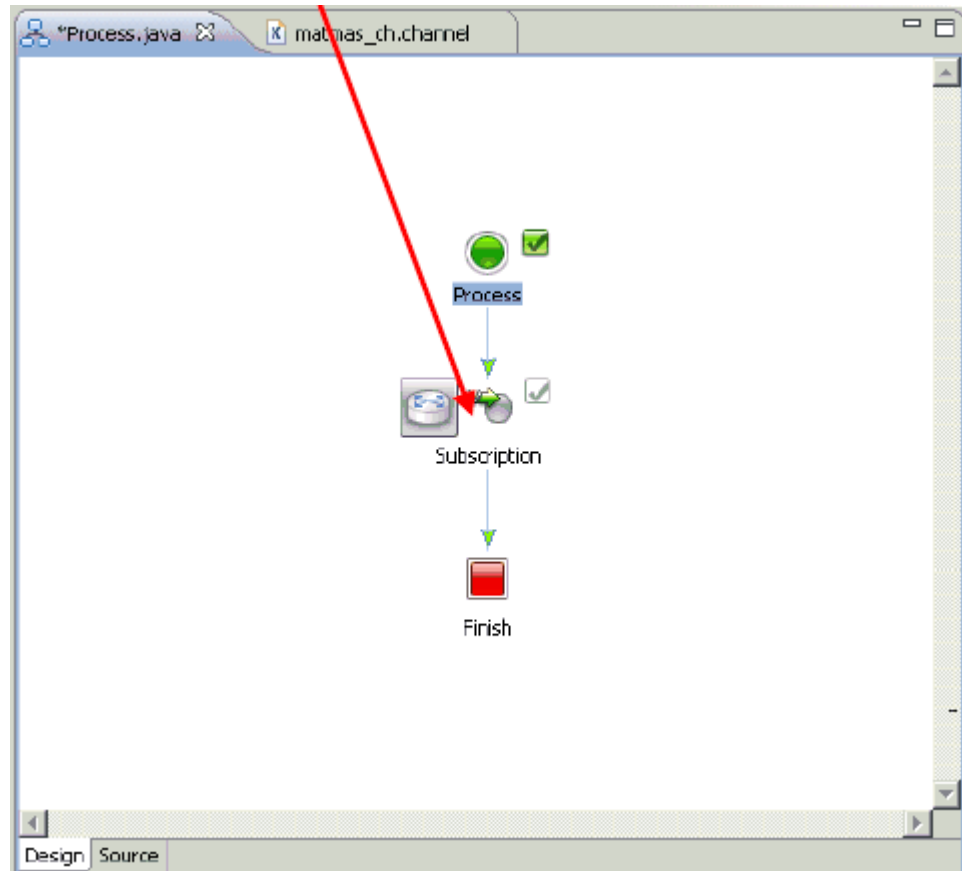 *Process.java
matmas_ch.channel
Process
Subscription
Finish
Design Source